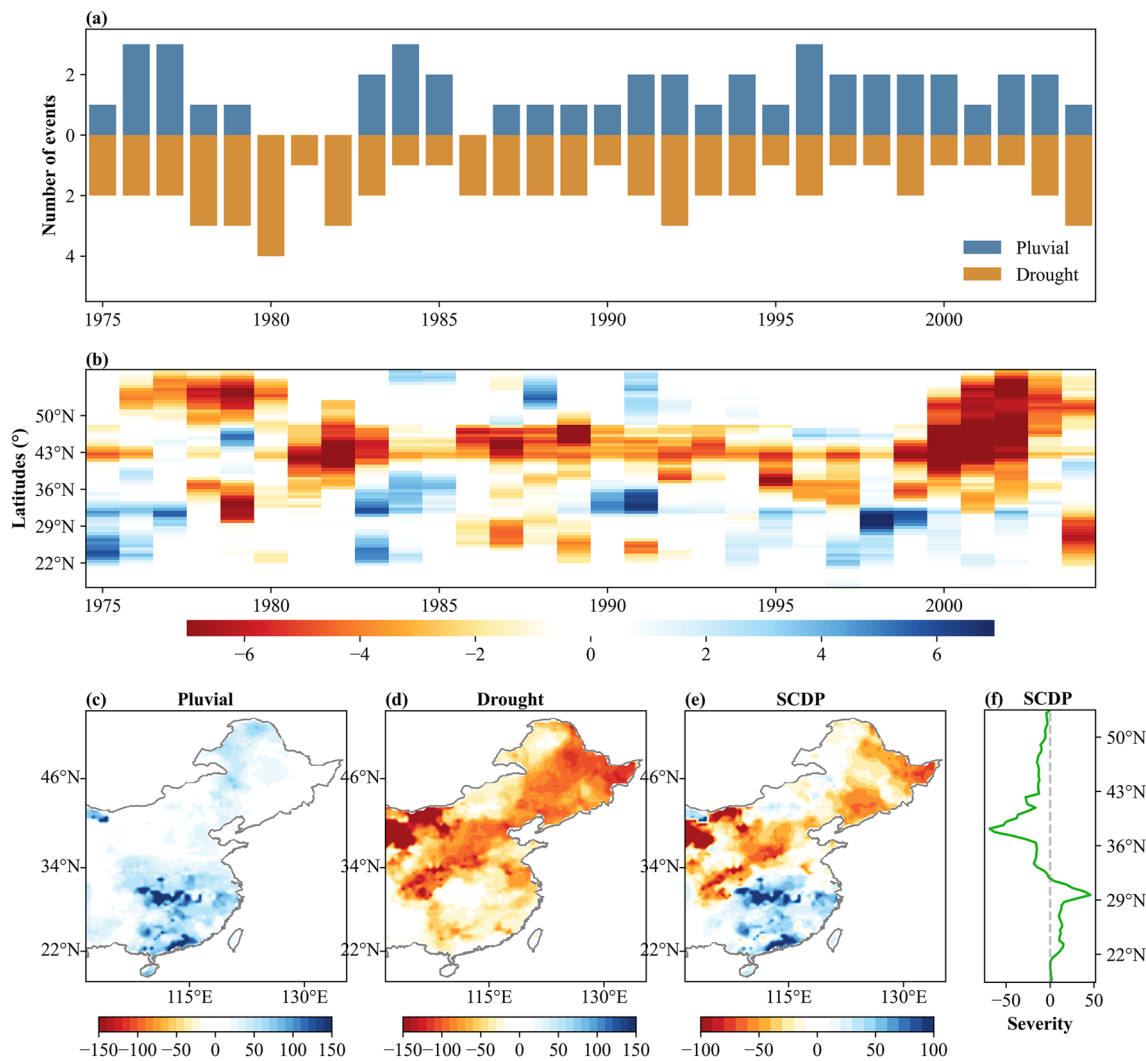 (a)
Number of events
2
0
2
4
Pluvial
Drought
1975 1980 1985 1990 1995 2000
(b)
Latitudes (°)
50°N
43°N
36°N
29°N
22°N
1975 1980 1985 1990 1995 2000
−6 −4 −2 0 2 4 6
(c) Pluvial
46°N
34°N
22°N
115°E 130°E
−150 −100 −50 0 50 100 150
(d) Drought
46°N
34°N
22°N
115°E 130°E
−150 −100 −50 0 50 100 150
(e) SCDP
46°N
34°N
22°N
115°E 130°E
−100 −50 0 50 100
(f) SCDP
50°N
43°N
36°N
29°N
22°N
−50 0 50
Severity